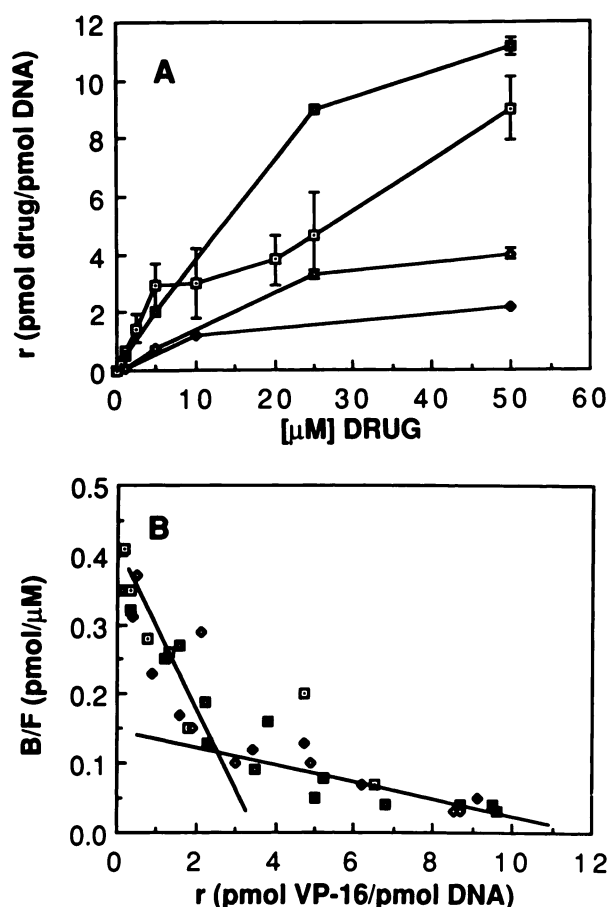 12
10
8
6
4
2
0
A
r (pmol drug/pmol DNA)
0 10 20 30 40 50 60
[µM] DRUG
0.5
0.4
0.3
0.2
0.1
0.0
B
B/F (pmol/µM)
0 2 4 6 8 10 12
r (pmol VP-16/pmol DNA)